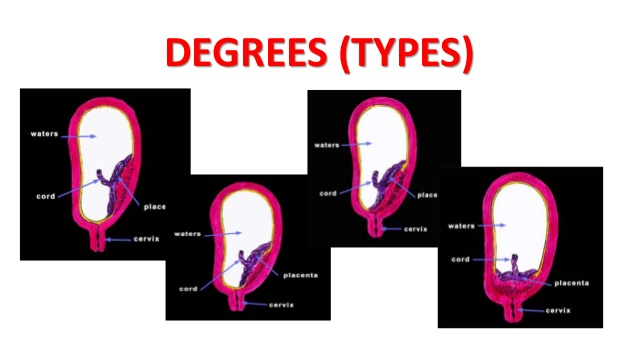 DEGREES (TYPES)
waters
cord
place
cervix
waters
cord
placenta
cervix
waters
cord
place
cervix
waters
cord
placenta
cervix